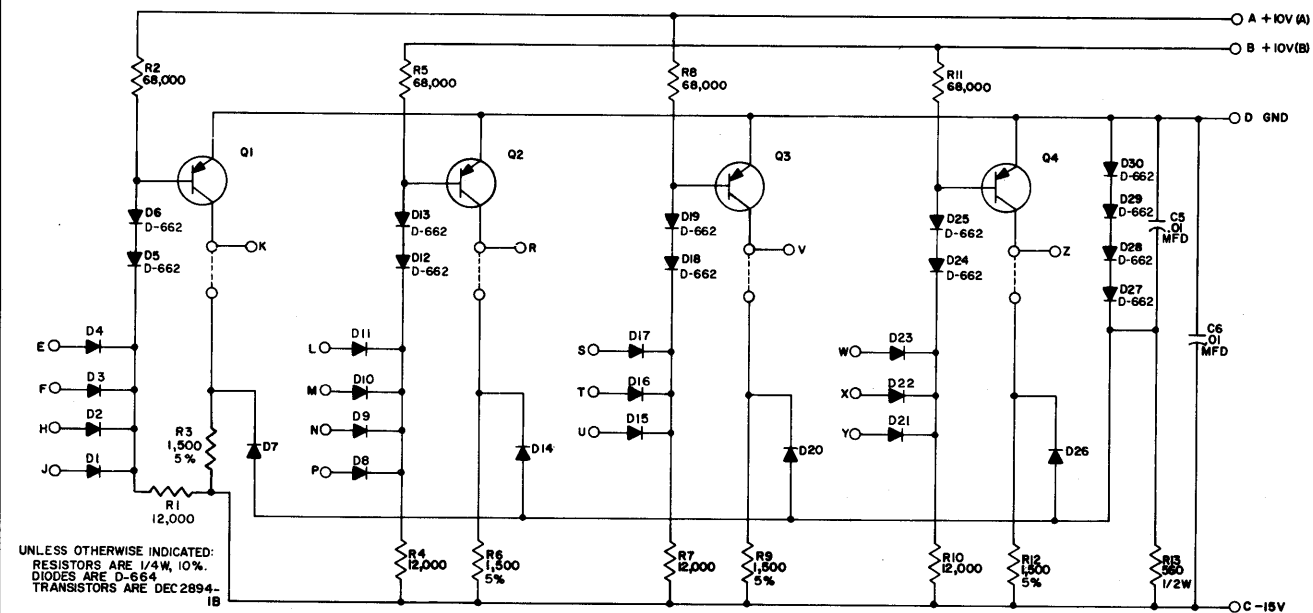 A +10V(A)
B +10V(B)
R2
68,000
R5
68,000
R8
68,000
R11
68,000
D GND
Q1
Q2
Q3
Q4
D30
D-662
D29
D-662
D28
D-662
D27
D-662
C5
.01
MFD
C6
.01
MFD
D6
D-662
D5
D-662
K
D13
D-662
D12
D-662
R
D19
D-662
D18
D-662
V
D25
D-662
D24
D-662
Z
E
D4
F
D3
H
D2
J
D1
R3
1,500
5%
D7
R1
12,000
L
D11
M
D10
N
D9
P
D8
D14
S
D17
T
D16
U
D15
D20
W
D23
X
D22
Y
D21
D26
R4
12,000
R6
1,500
5%
R7
12,000
R9
1,500
5%
R10
12,000
R12
1,500
5%
R13
560
1/2W
UNLESS OTHERWISE INDICATED:
RESISTORS ARE 1/4W, 10%.
DIODES ARE D-664
TRANSISTORS ARE DEC2894-
1B
C -15V